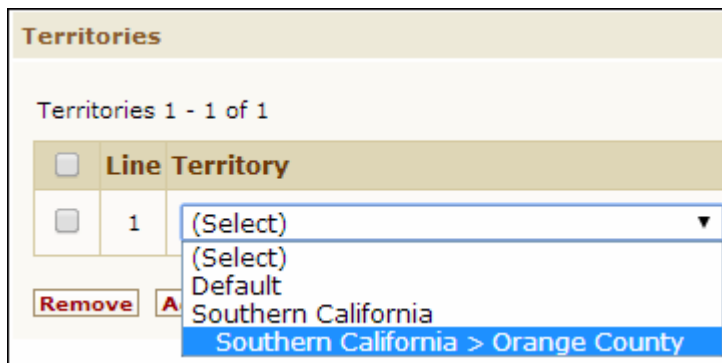 Territories
Territories 1 - 1 of 1
Line Territory
1 (Select)
(Select)
Default
Southern California
Remove
Southern California > Orange County